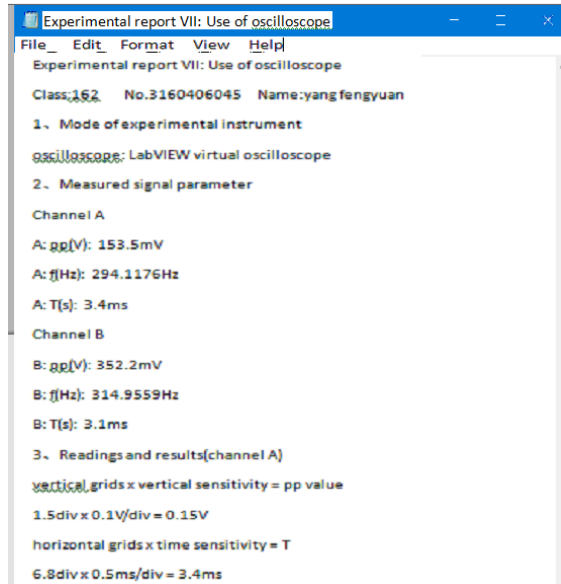 Experimental report VII: Use of oscilloscope
File Edit Format View Help
Experimental report VII: Use of oscilloscope
Class:162 No.3160406045 Name:yangfengyuan
1、Mode of experimental instrument
oscilloscope: LabVIEW virtual oscilloscope
2、Measured signal parameter
Channel A
A: pp(V): 153.5mV
A: f(Hz): 294.1176Hz
A: T(s): 3.4ms
Channel B
B: pp(V): 352.2mV
B: f(Hz): 314.9559Hz
B: T(s): 3.1ms
3、Readings and results(channel A)
vertical grids x vertical sensitivity = pp value
1.5div x 0.1V/div = 0.15V
horizontal grids x time sensitivity = T
6.8div x 0.5ms/div = 3.4ms